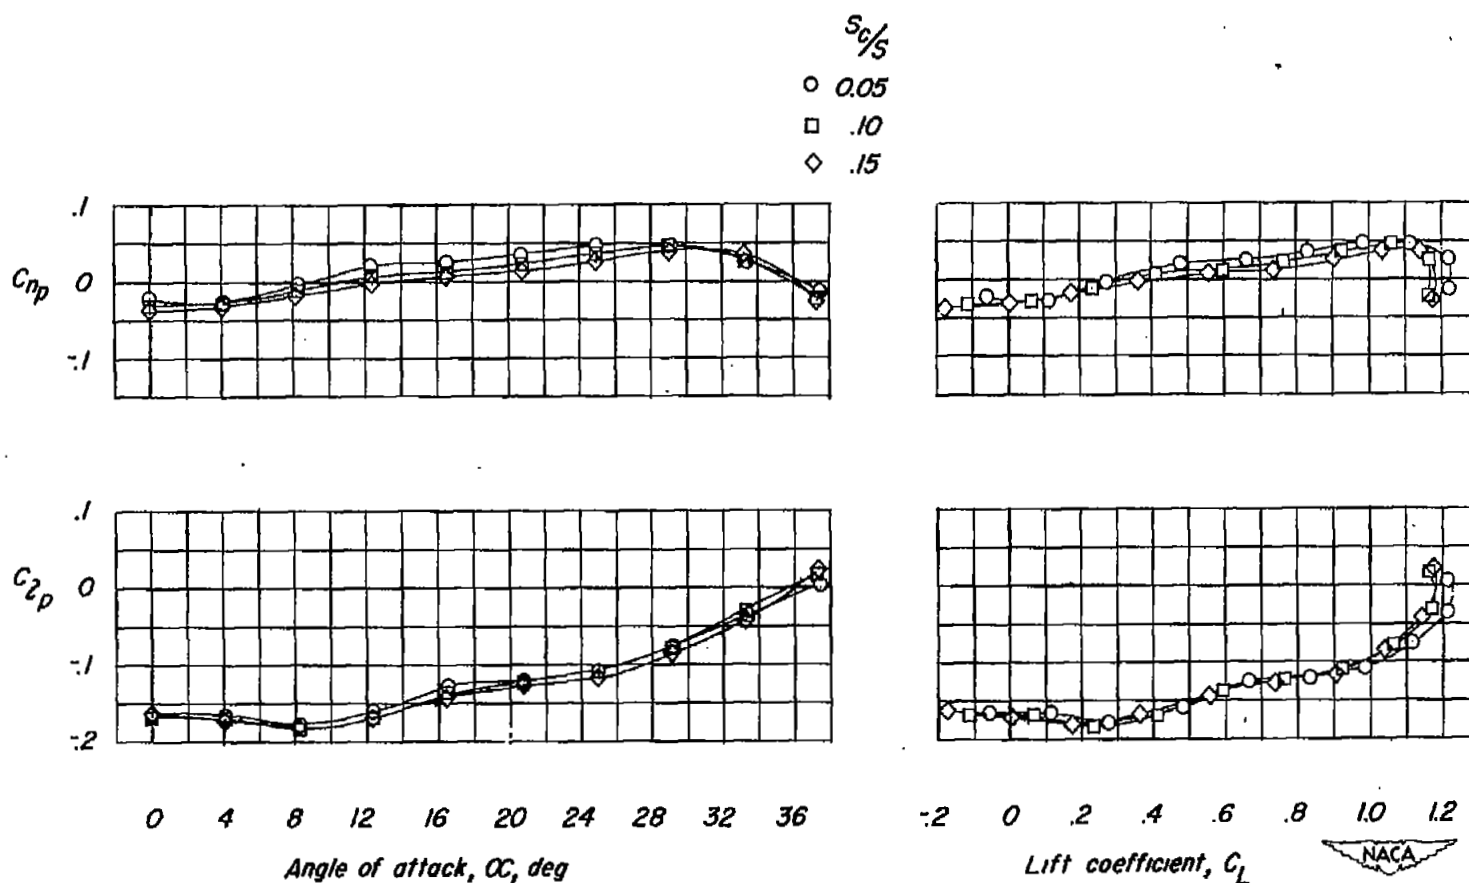 Sc/S
0.05
.10
.15
.1
Cnp
0
-.1
.1
C2p
0
-.1
-.2
0 4 8 12 16 20 24 28 32 36
-.2 0 .2 .4 .6 .8 1.0 1.2
Angle of attack, α, deg
Lift coefficient, CL
NACA